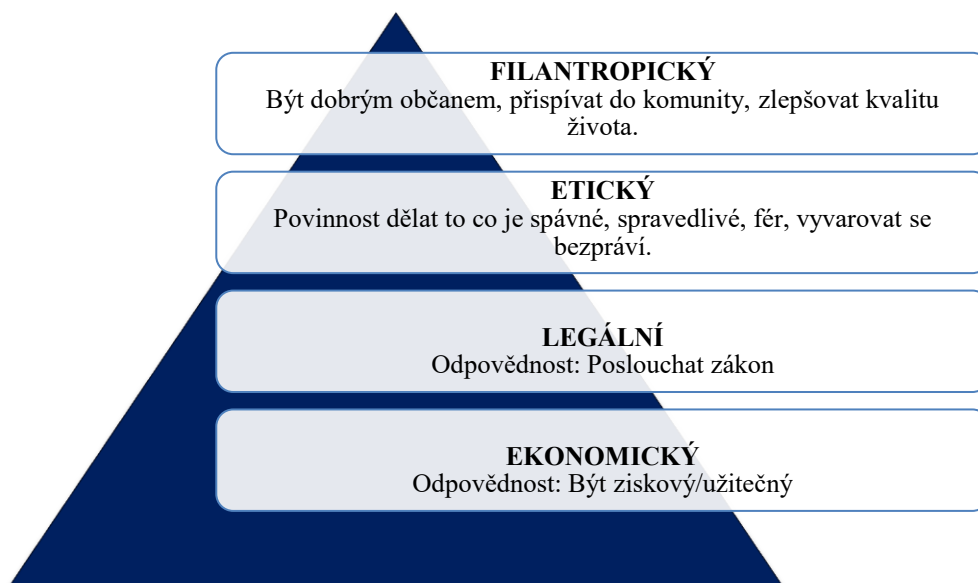 FILANTROPICKÝ
Být dobrým občanem, přispívat do komunity, zlepšovat kvalitu
života.
ETICKÝ
Povinnost dělat to co je spávné, spravedlivé, fér, vyvarovat se
bezpráví.
LEGÁLNÍ
Odpovědnost: Poslouchat zákon
EKONOMICKÝ
Odpovědnost: Být ziskový/užitečný